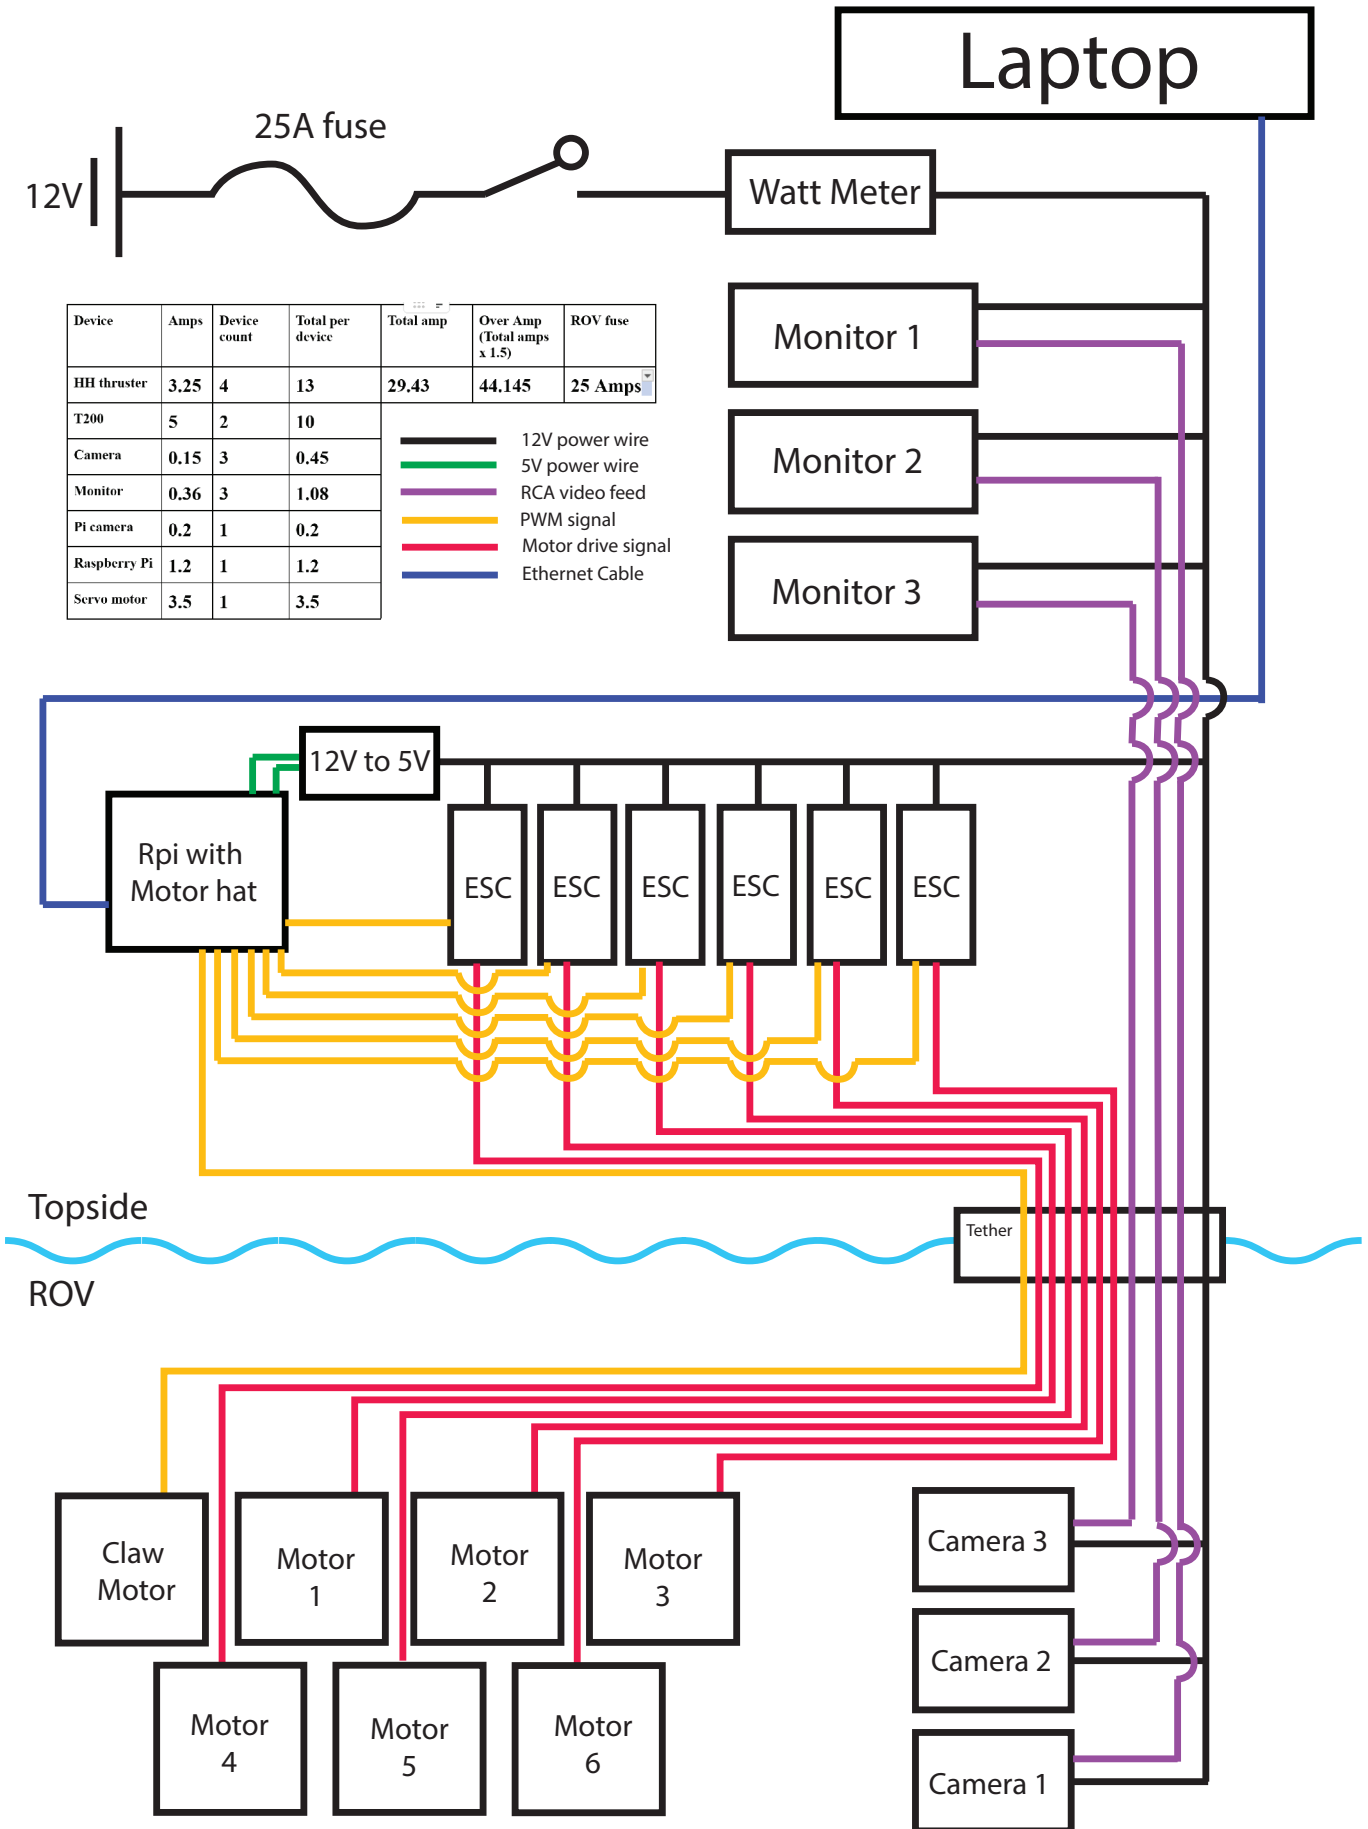 Laptop
25A fuse
12V
Watt Meter
Monitor 1
Monitor 2
Monitor 3
Device Amps Device count Total per device Total amp Over Amp (Total amps x 1.5) ROV fuse
HH thruster 3.25 4 13 29.43 44.145 25 Amps
T200 5 2 10
Camera 0.15 3 0.45
Monitor 0.36 3 1.08
Pi camera 0.2 1 0.2
Raspberry Pi 1.2 1 1.2
Servo motor 3.5 1 3.5
12V power wire
5V power wire
RCA video feed
PWM signal
Motor drive signal
Ethernet Cable
12V to 5V
Rpi with
Motor hat
ESC
ESC
ESC
ESC
ESC
ESC
Topside
Tether
ROV
Claw
Motor
Motor
1
Motor
2
Motor
3
Motor
4
Motor
5
Motor
6
Camera 3
Camera 2
Camera 1